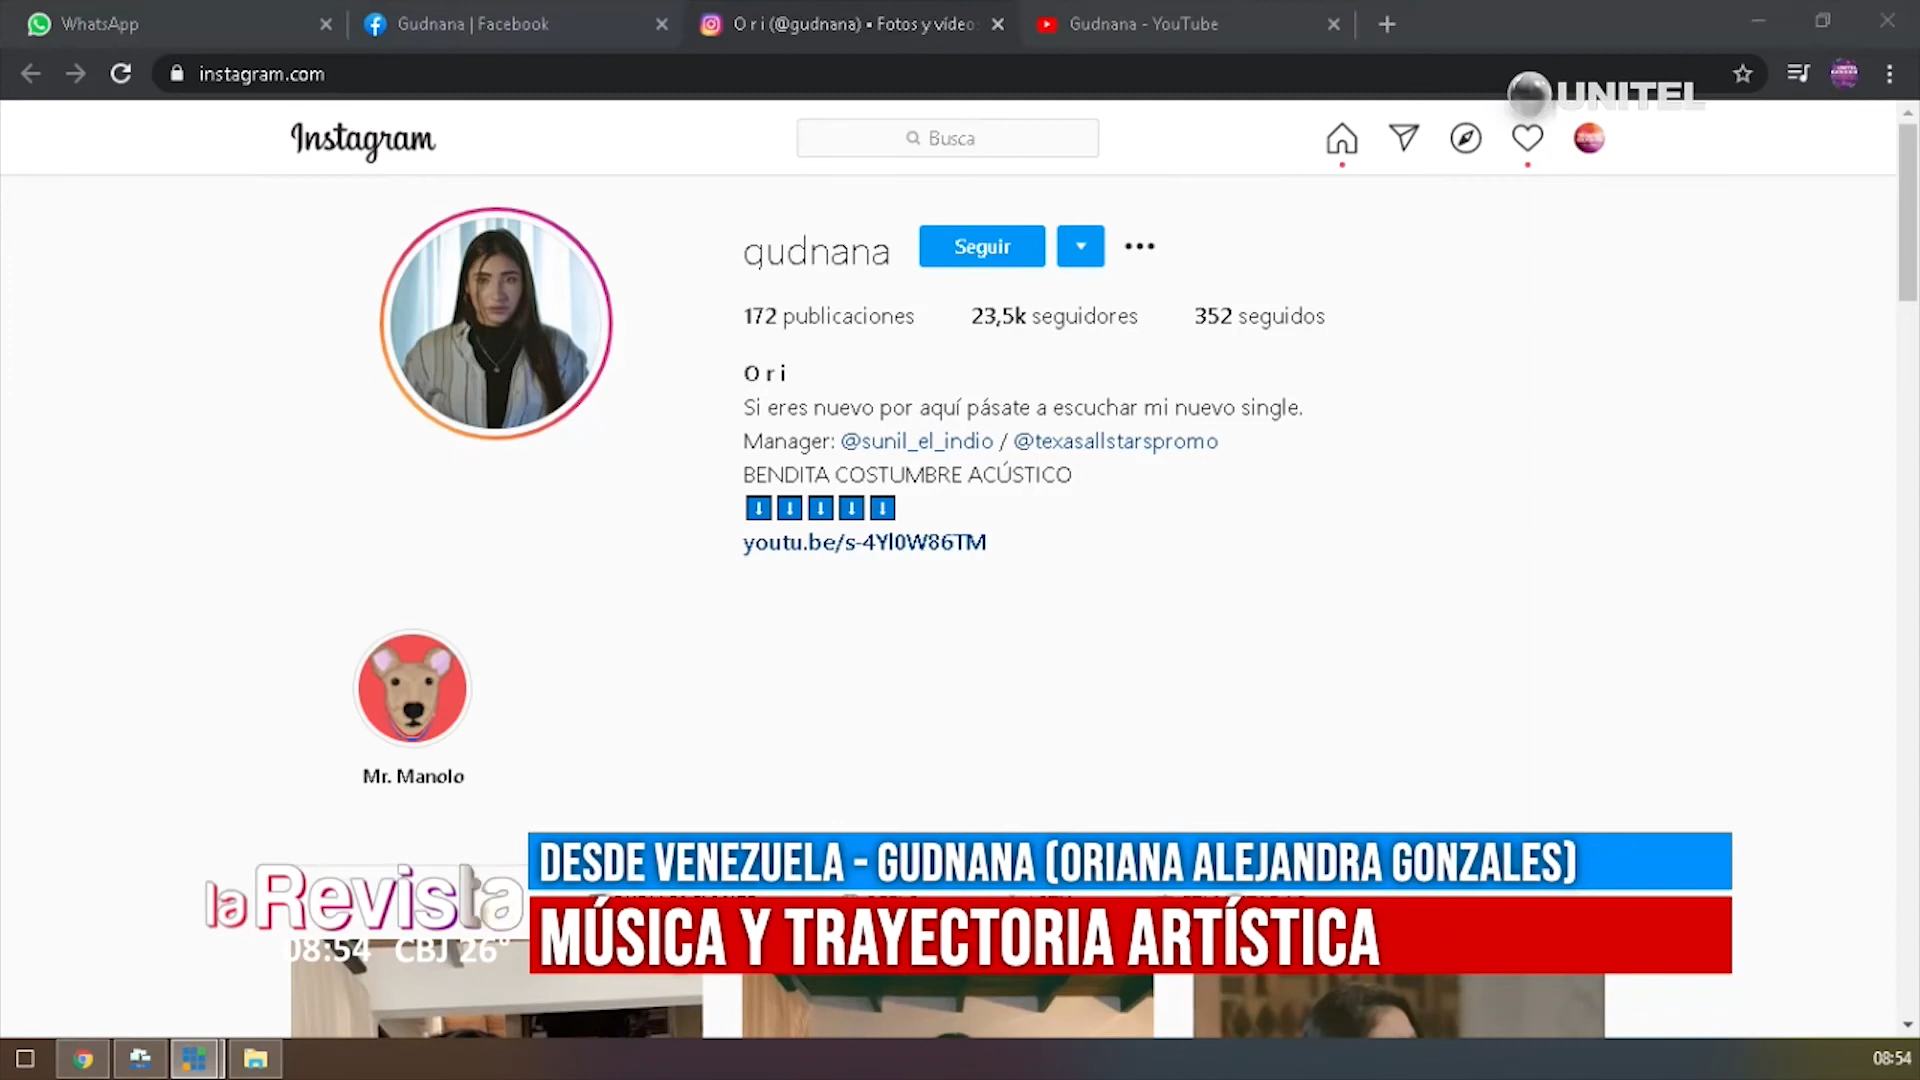 WhatsApp
Gudnana | Facebook
O r i (@gudnana) • Fotos y vídeo
Gudnana - YouTube
instagram.com
UNITEL
Instagram
Busca
gudnana
Seguir
172 publicaciones
23,5k seguidores
352 seguidos
O r i
Si eres nuevo por aquí pásate a escuchar mi nuevo single.
Manager: @sunil_el_indio / @texasallstarspromo
BENDITA COSTUMBRE ACÚSTICO
youtu.be/s-4Yl0W86TM
Mr. Manolo
DESDE VENEZUELA - GUDNANA (ORIANA ALEJANDRA GONZALES)
la Revista
MÚSICA Y TRAYECTORIA ARTÍSTICA
08:54 CBJ 26°
08:54